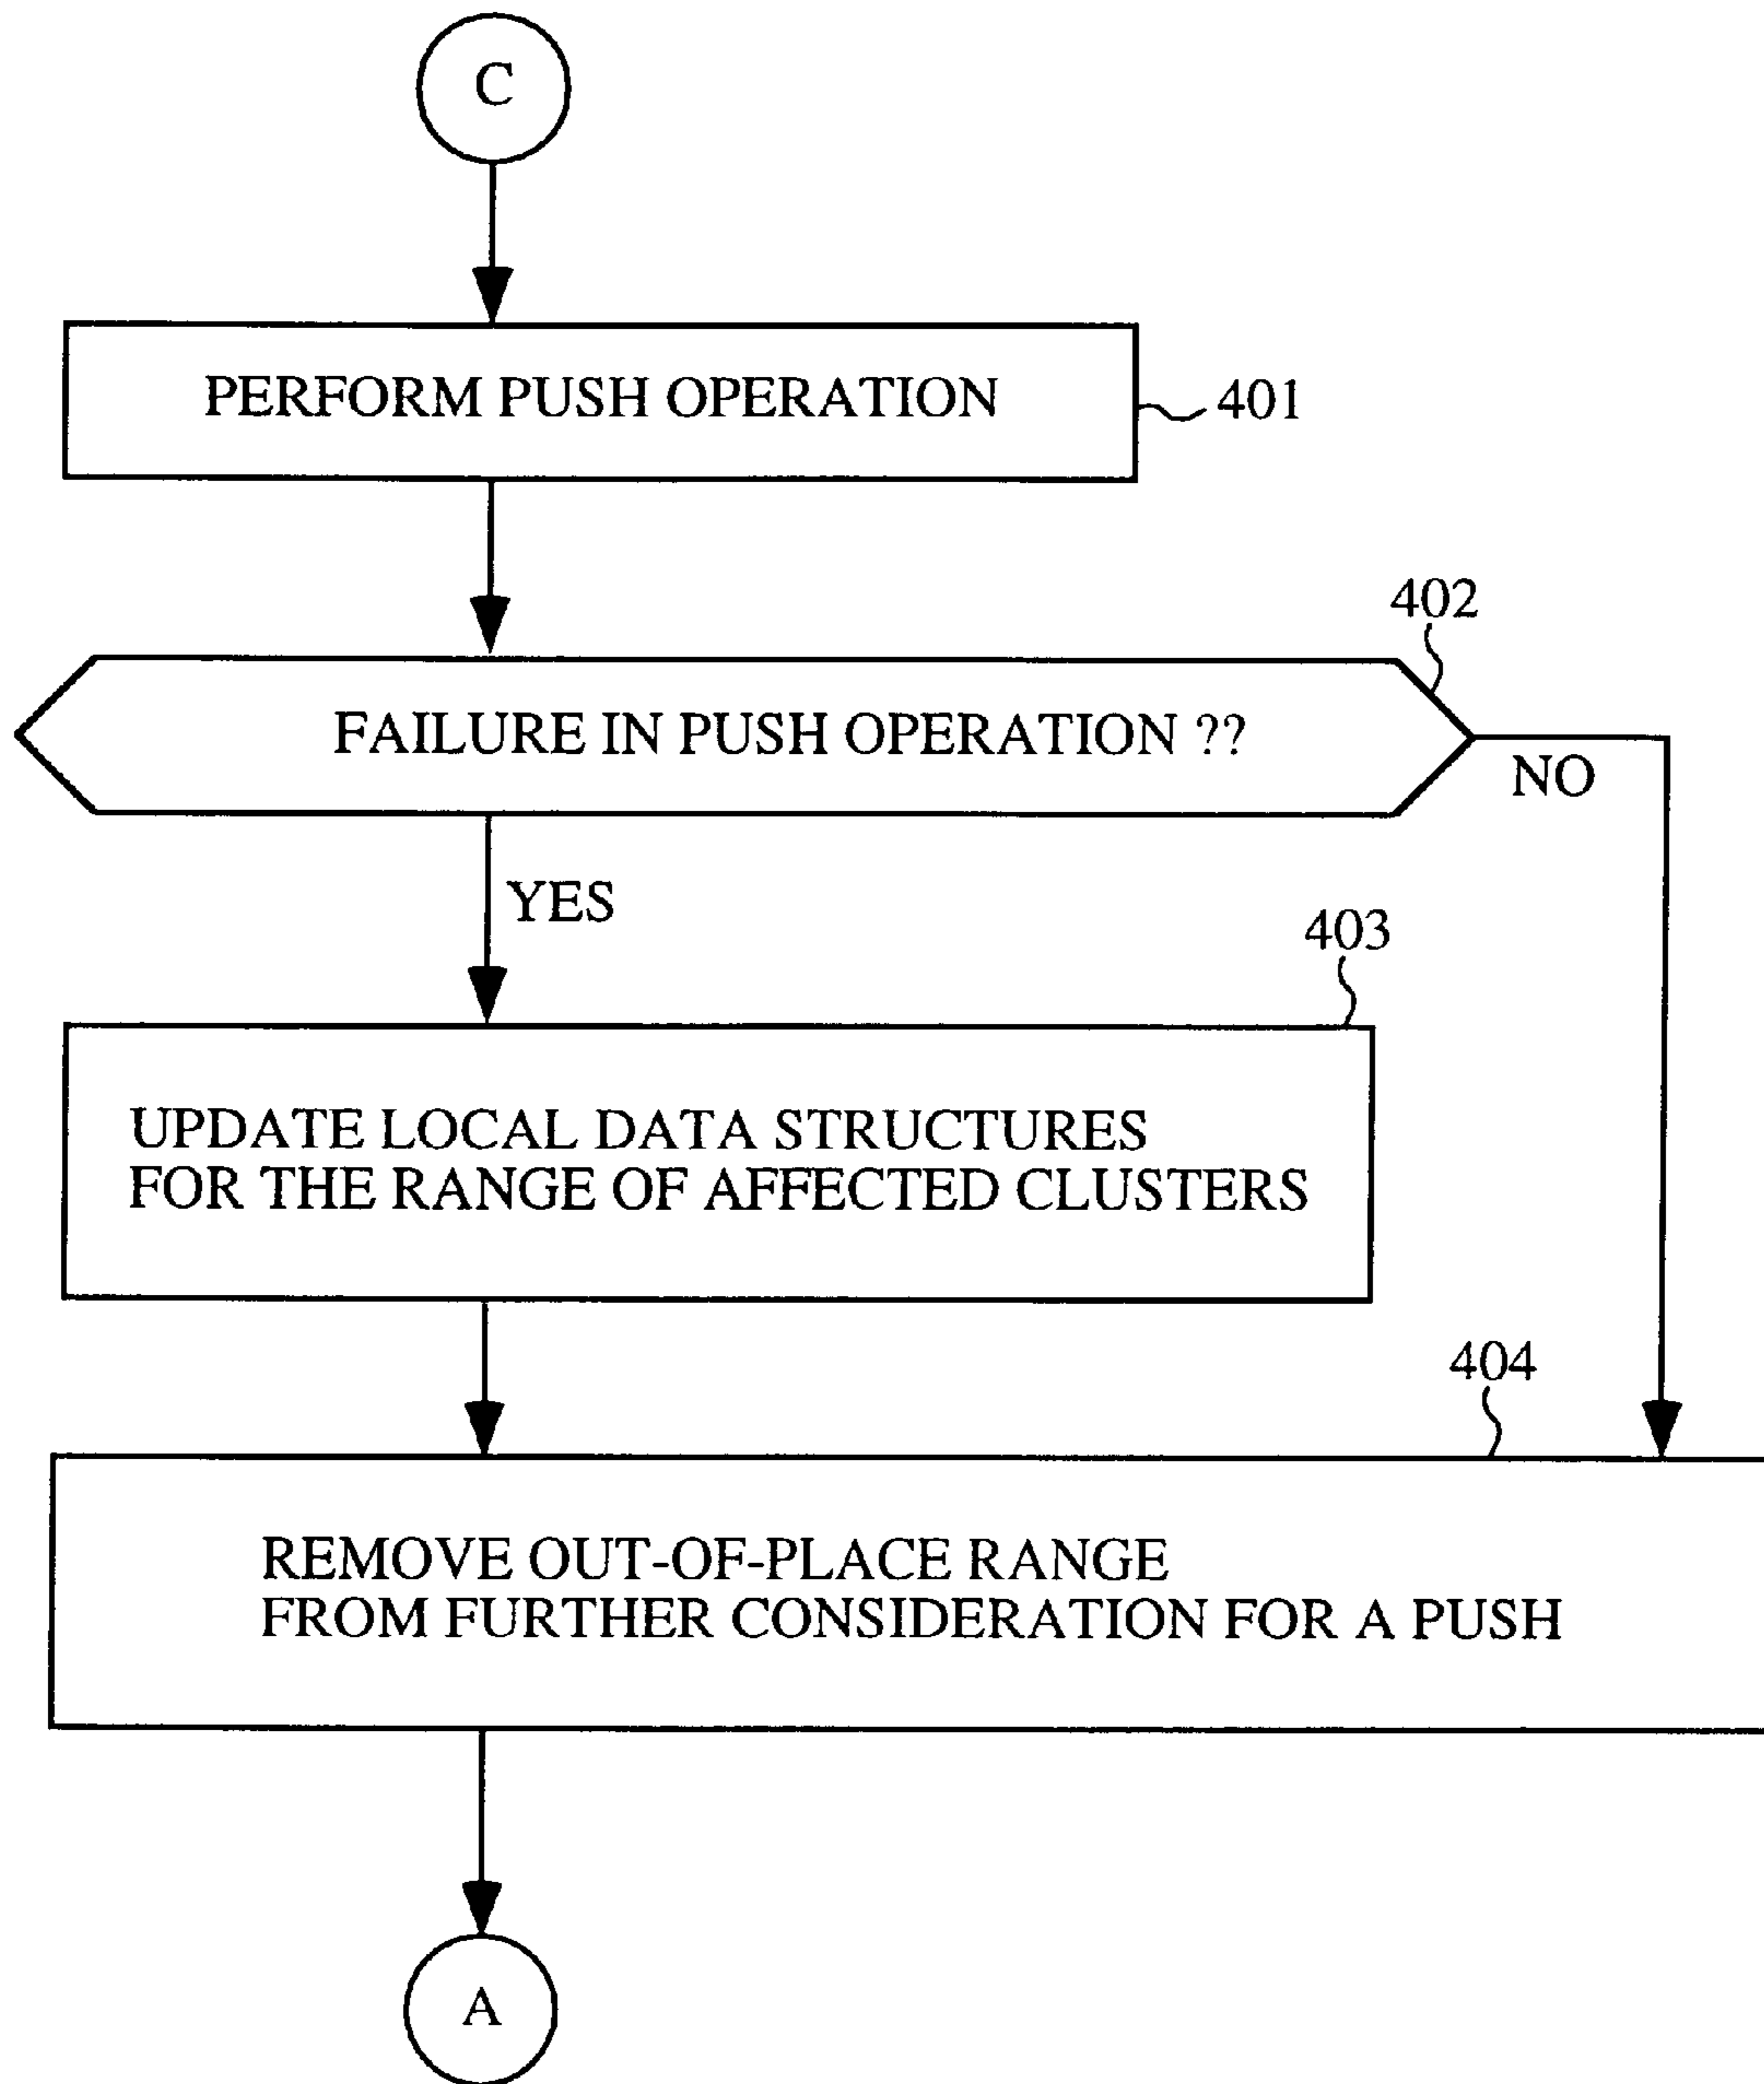 C
PERFORM PUSH OPERATION
401
402
FAILURE IN PUSH OPERATION ??
NO
YES
403
UPDATE LOCAL DATA STRUCTURES
FOR THE RANGE OF AFFECTED CLUSTERS
404
REMOVE OUT-OF-PLACE RANGE
FROM FURTHER CONSIDERATION FOR A PUSH
A